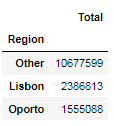 Total
Region
Other 10677599
Lisbon 2386813
Oporto 1555088